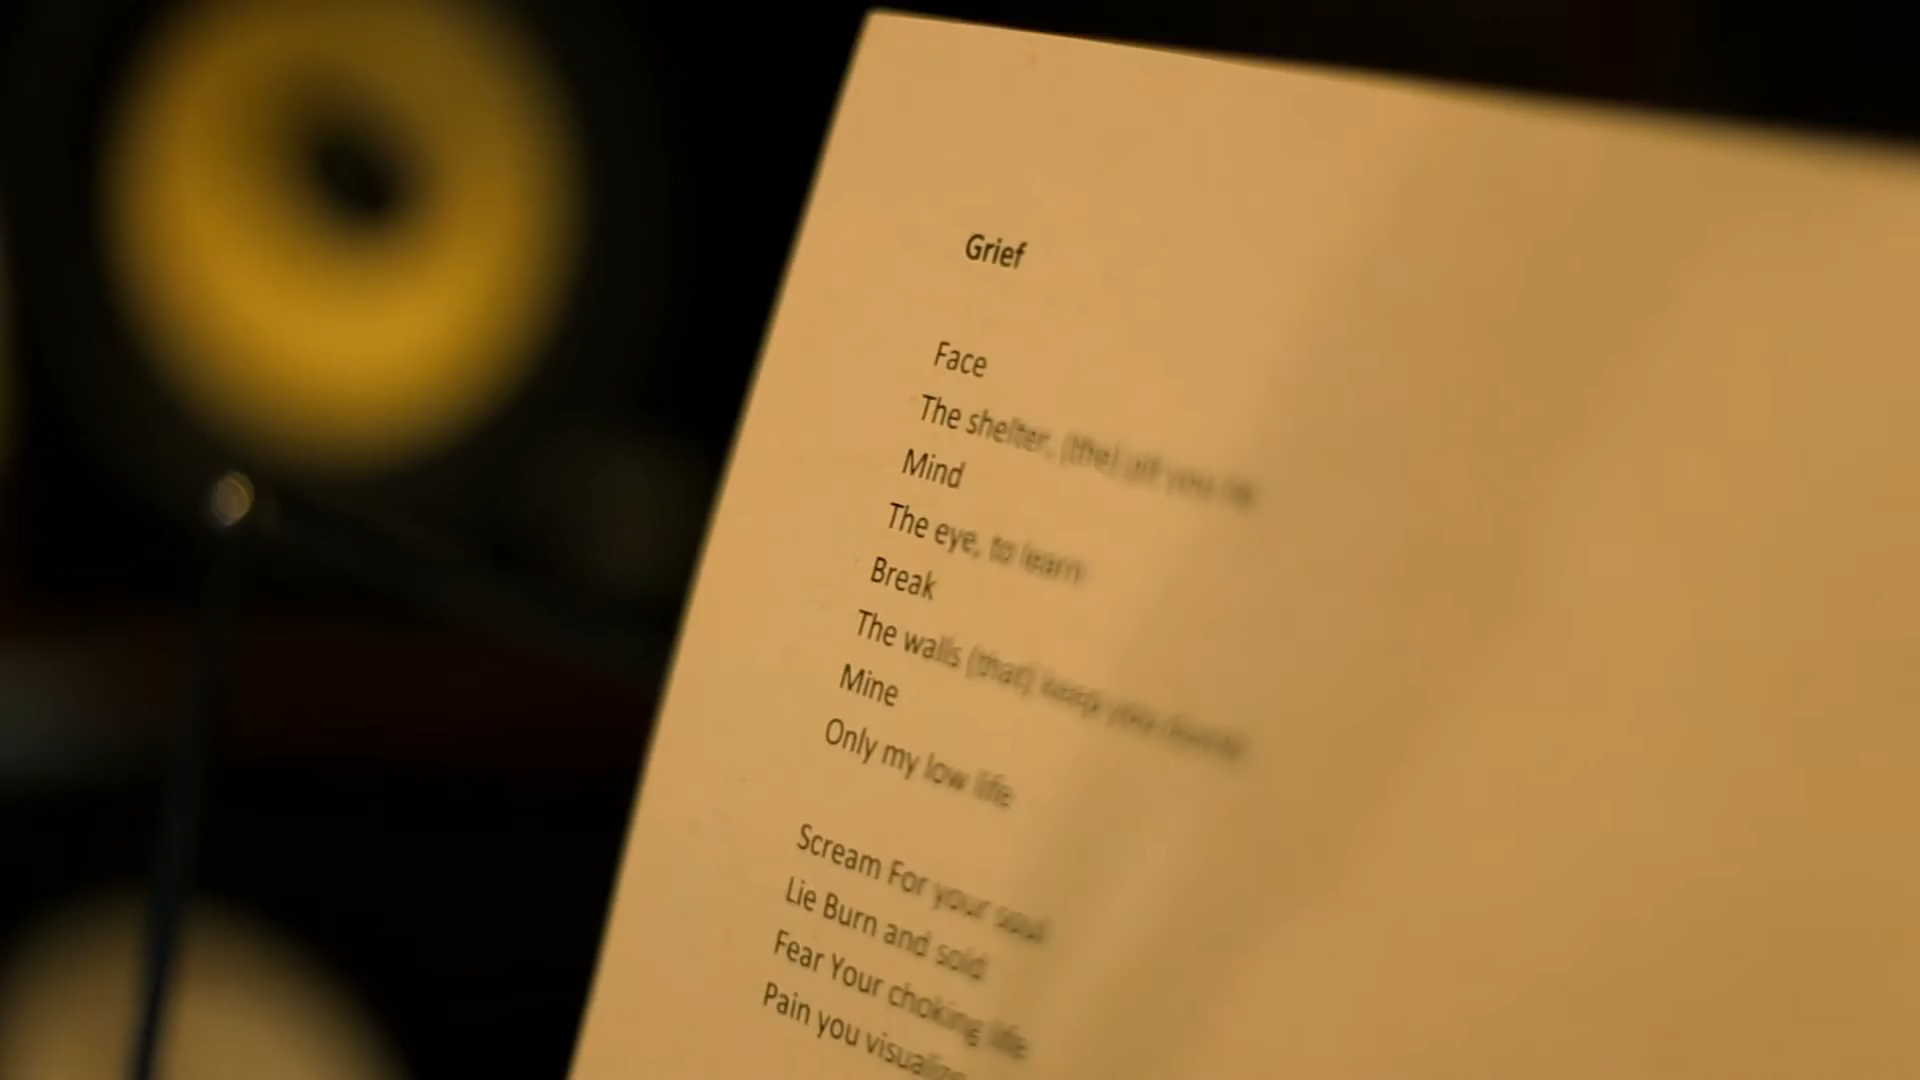 Grief
Face
The shelter, (the) all you
Mind
The eye, to learn
Break
The walls (that) keep you
Mine
Only my low life
Scream For your soul
Lie Burn and sold
Fear Your choking life
Pain you visualize